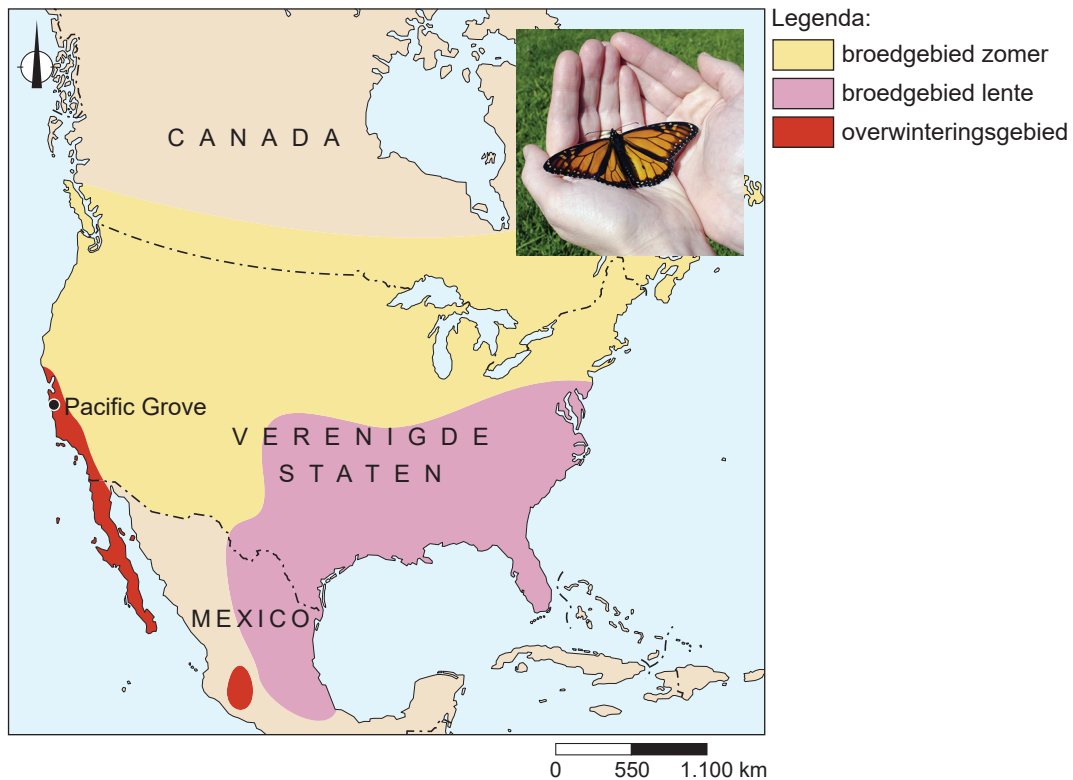 Legenda:
broedgebied zomer
broedgebied lente
overwinteringsgebied
CANADA
Pacific Grove
VERENIGDE
STATEN
MEXICO
0 550 1.100 km